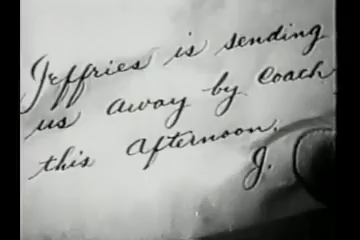 Jeffries is sending
us away by Coach
this afternoon.
J.